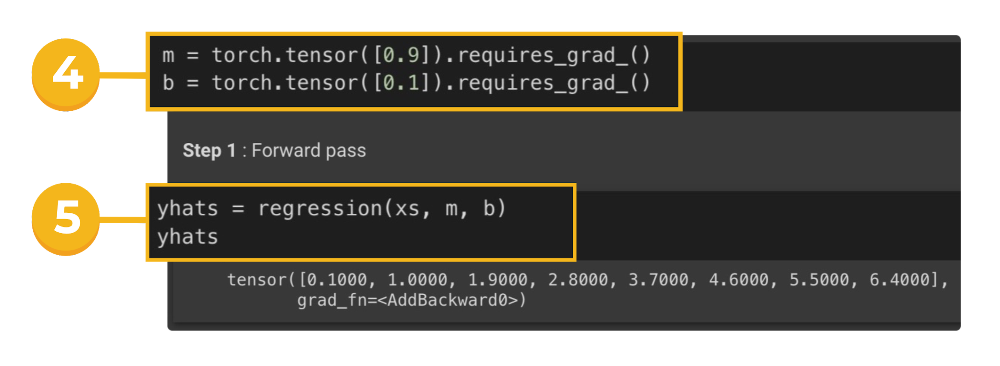 4
m = torch.tensor([0.9]).requires_grad_()
b = torch.tensor([0.1]).requires_grad_()
Step 1 : Forward pass
5
yhats = regression(xs, m, b)
yhats
tensor([0.1000, 1.0000, 1.9000, 2.8000, 3.7000, 4.6000, 5.5000, 6.4000],
grad_fn=<AddBackward0>)